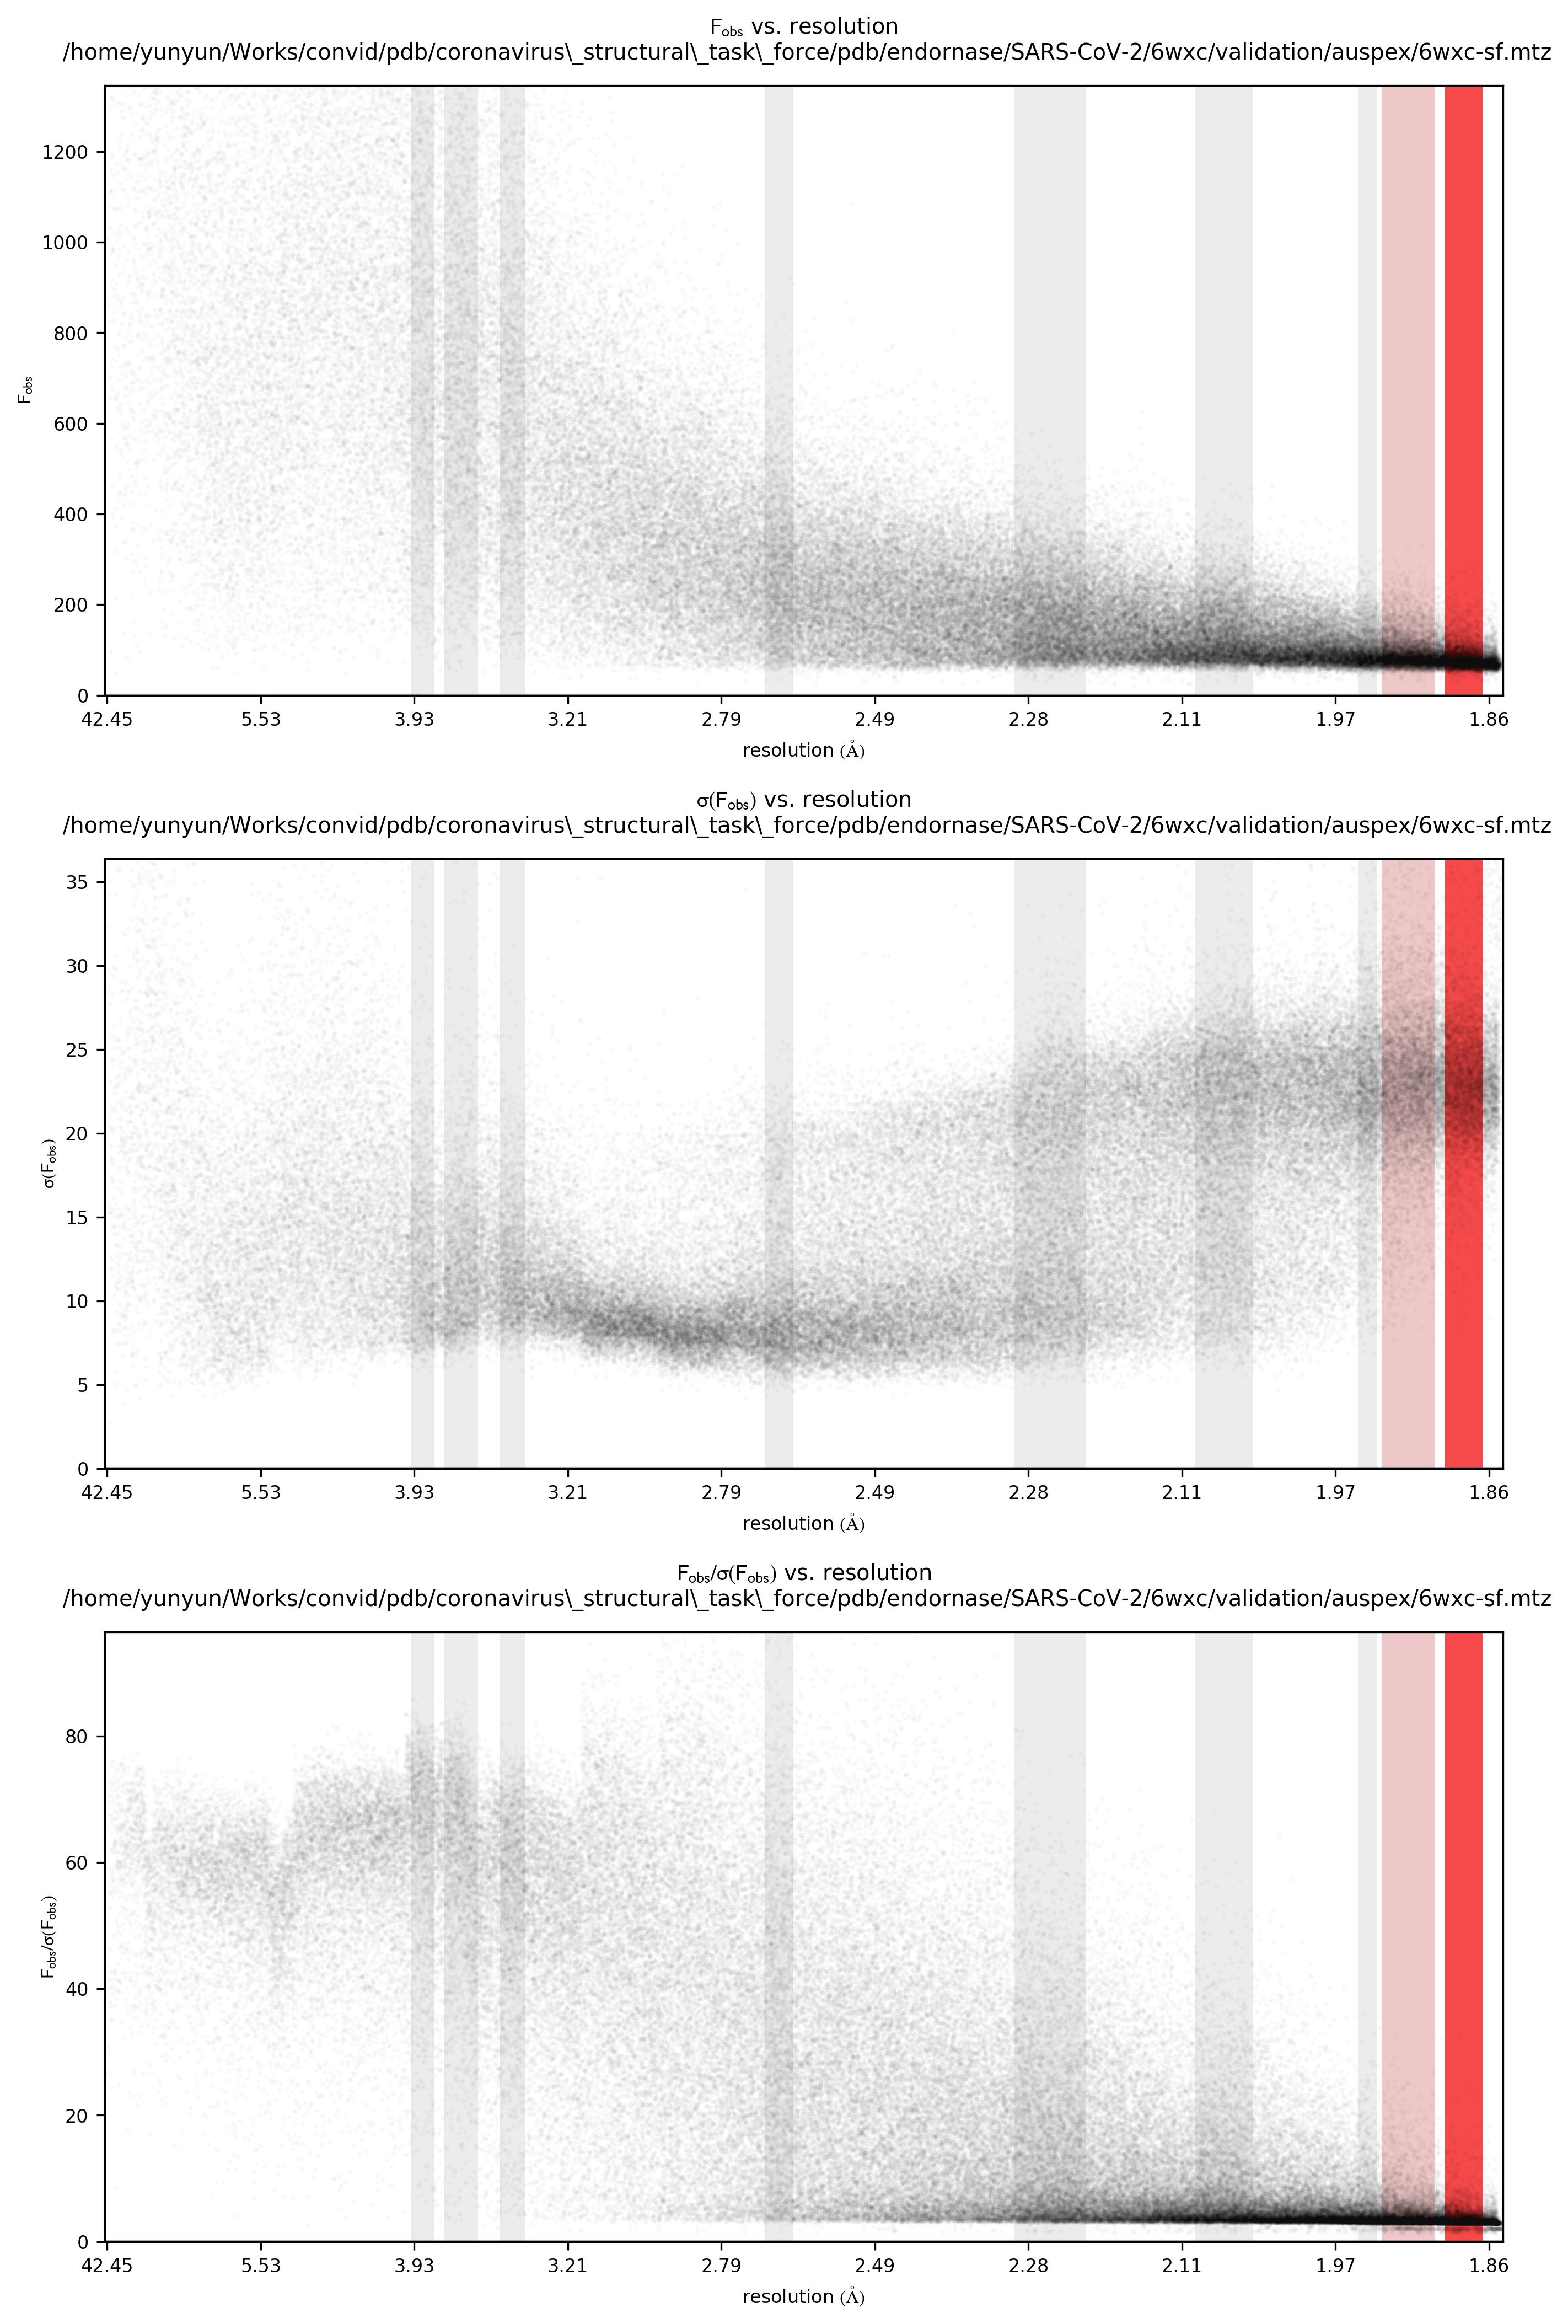 Fobs vs. resolution
/home/yunyun/Works/convid/pdb/coronavirus\_structural\_task\_force/pdb/endornase/SARS-CoV-2/6wxc/validation/auspex/6wxc-sf.mtz
1200
1000
800
600
400
200
0
Fobs
42.45 5.53 3.93 3.21 2.79 2.49 2.28 2.11 1.97 1.86
resolution (Å)
σ(Fobs) vs. resolution
/home/yunyun/Works/convid/pdb/coronavirus\_structural\_task\_force/pdb/endornase/SARS-CoV-2/6wxc/validation/auspex/6wxc-sf.mtz
35
30
25
20
15
10
5
0
σ(Fobs)
42.45 5.53 3.93 3.21 2.79 2.49 2.28 2.11 1.97 1.86
resolution (Å)
Fobs/σ(Fobs) vs. resolution
/home/yunyun/Works/convid/pdb/coronavirus\_structural\_task\_force/pdb/endornase/SARS-CoV-2/6wxc/validation/auspex/6wxc-sf.mtz
80
60
40
20
0
Fobs/σ(Fobs)
42.45 5.53 3.93 3.21 2.79 2.49 2.28 2.11 1.97 1.86
resolution (Å)